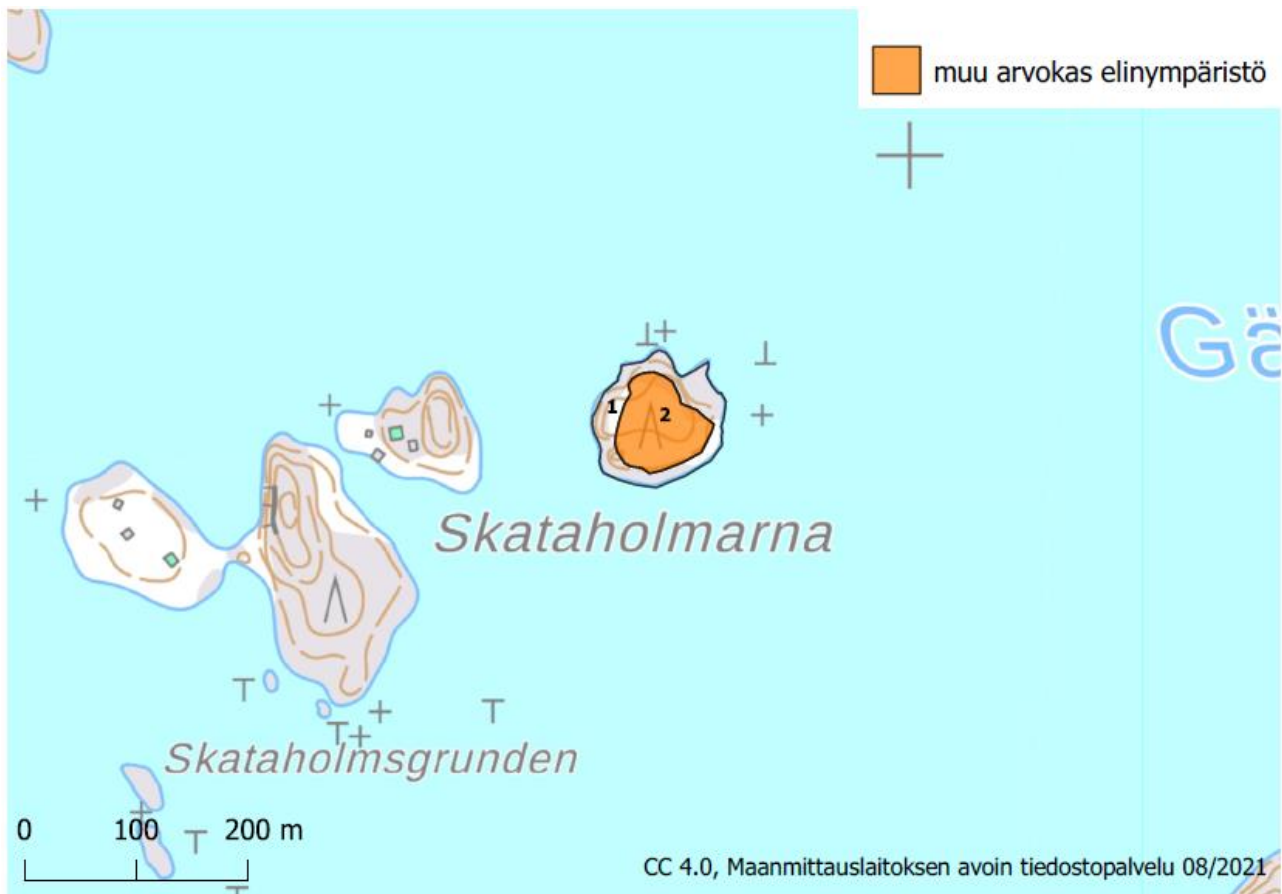 muu arvokas elinympäristö
Gä
1
2
Skataholmarna
Skataholmsgrunden
0 100 200 m
CC 4.0, Maanmittauslaitoksen avoin tiedostopalvelu 08/2021